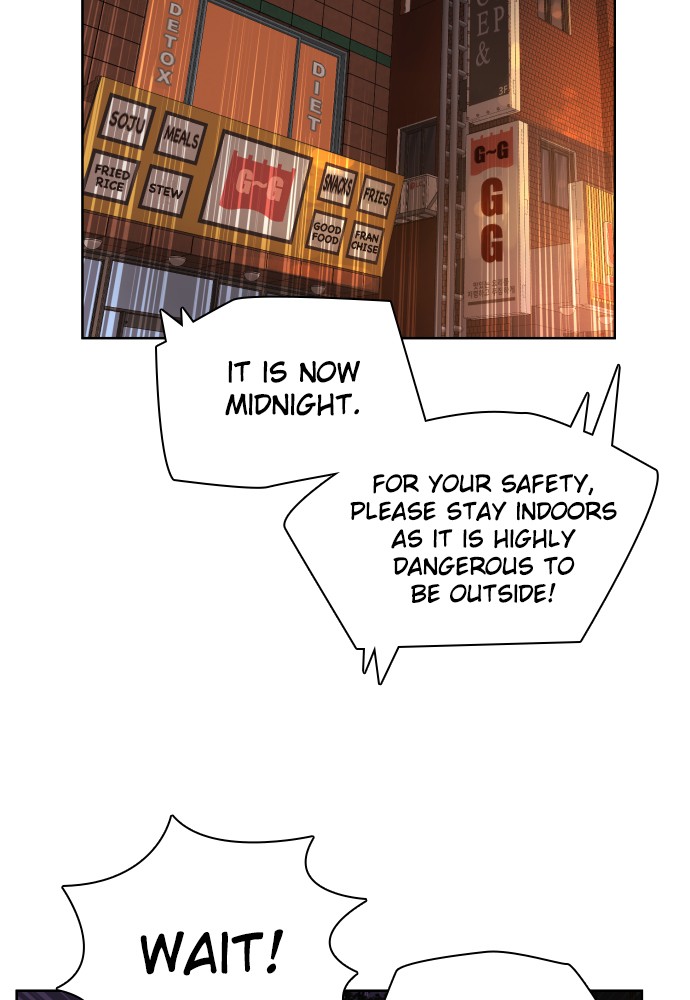 DETOX
DIET
EP
&
3F
SOJU
MEALS
FRIED
RICE
STEW
G~G
SNACKS
FRIES
GOOD
FOOD
FRAN
CHISE
G~G
G
G
IT IS NOW
MIDNIGHT.
FOR YOUR SAFETY,
PLEASE STAY INDOORS
AS IT IS HIGHLY
DANGEROUS TO
BE OUTSIDE!
WAIT!